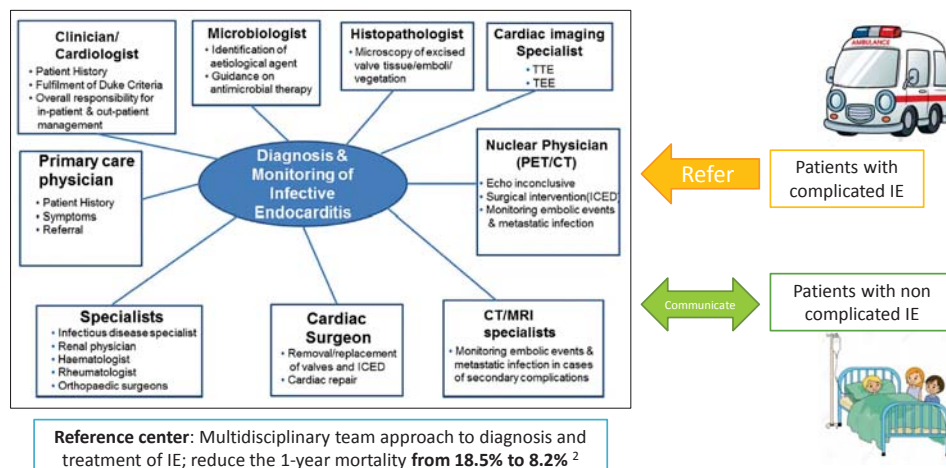 Clinician/
Cardiologist
• Patient History
• Fulfilment of Duke Criteria
• Overall responsibility for
in-patient & out-patient
management
Microbiologist
• Identification of
aetiological agent
• Guidance on
antimicrobial therapy
Histopathologist
• Microscopy of excised
valve tissue/emboli/
vegetation
Cardiac imaging
Specialist
• TTE
• TEE
AMBULANCE
Primary care
physician
• Patient History
• Symptoms
• Referral
Diagnosis &
Monitoring of
Infective
Endocarditis
Nuclear Physician
(PET/CT)
• Echo inconclusive
• Surgical intervention(ICED)
• Monitoring embolic events
& metastatic infection
Refer
Patients with
complicated IE
Specialists
• Infectious disease specialist
• Renal physician
• Haematologist
• Rheumatologist
• Orthopaedic surgeons
Cardiac
Surgeon
• Removal/replacement
of valves and ICED
• Cardiac repair
CT/MRI
specialists
• Monitoring embolic events &
metastatic infection in cases
of secondary complications
Communicate
Patients with non
complicated IE
Reference center: Multidisciplinary team approach to diagnosis and
treatment of IE; reduce the 1-year mortality from 18.5% to 8.2% 2